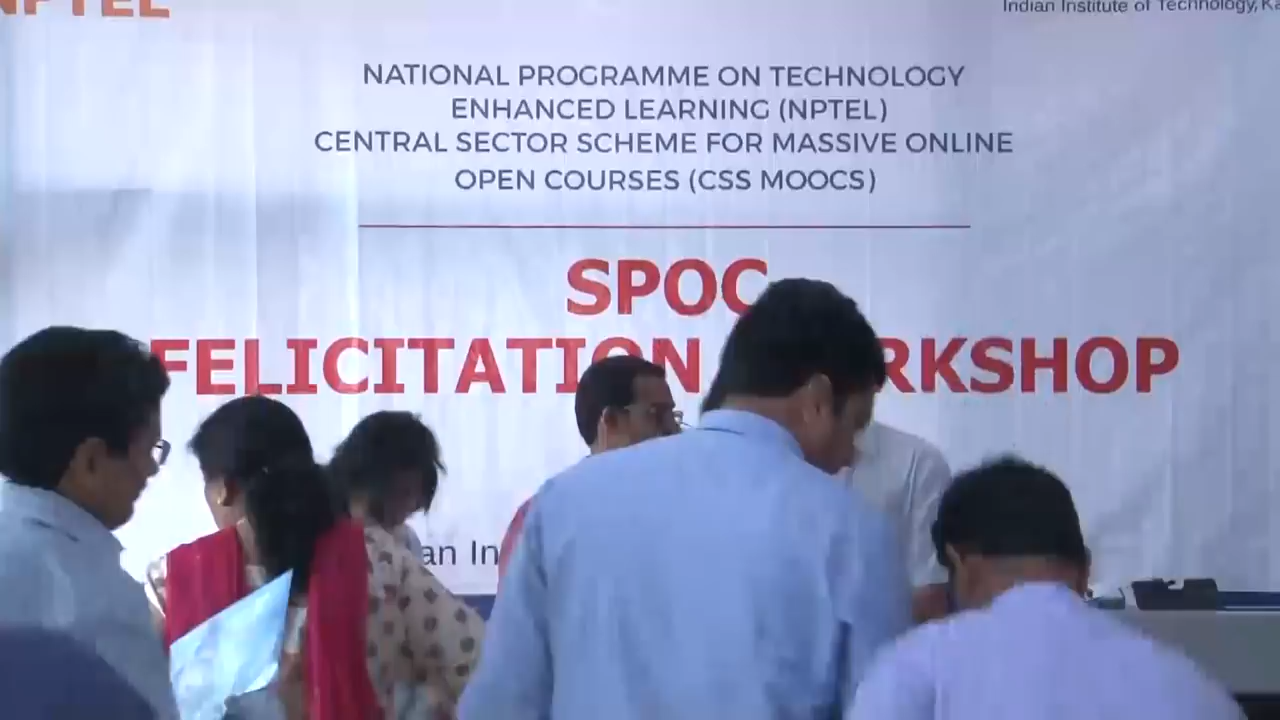 NPTEL
Indian Institute of Technology, Ka
NATIONAL PROGRAMME ON TECHNOLOGY
ENHANCED LEARNING (NPTEL)
CENTRAL SECTOR SCHEME FOR MASSIVE ONLINE
OPEN COURSES (CSS MOOCS)
SPOC
FELICITATION RKSHOP
an In